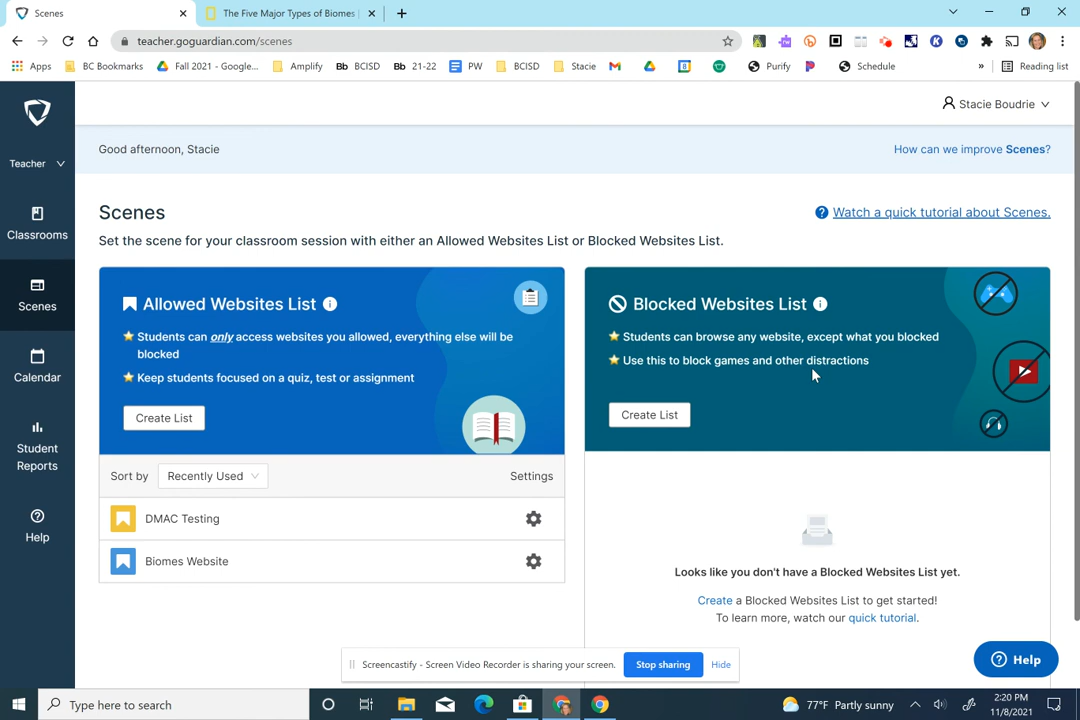 Scenes
The Five Major Types of Biomes
teacher.goguardian.com/scenes
Apps
BC Bookmarks
Fall 2021 - Google...
Amplify
Bb BCISD
Bb 21-22
PW
BCISD
Stacie
Purify
Schedule
»
Reading list
Stacie Boudrie
Teacher
Good afternoon, Stacie
How can we improve Scenes?
Classrooms
Scenes
Calendar
Student
Reports
Help
Scenes
Watch a quick tutorial about Scenes.
Set the scene for your classroom session with either an Allowed Websites List or Blocked Websites List.
Allowed Websites List
Students can only access websites you allowed, everything else will be
blocked
Keep students focused on a quiz, test or assignment
Create List
Sort by
Recently Used
Settings
DMAC Testing
Biomes Website
Blocked Websites List
Students can browse any website, except what you blocked
Use this to block games and other distractions
Create List
Looks like you don't have a Blocked Websites List yet.
Create a Blocked Websites List to get started!
To learn more, watch our quick tutorial.
Screencastify - Screen Video Recorder is sharing your screen.
Stop sharing
Hide
Help
Type here to search
77°F Partly sunny
2:20 PM
11/8/2021